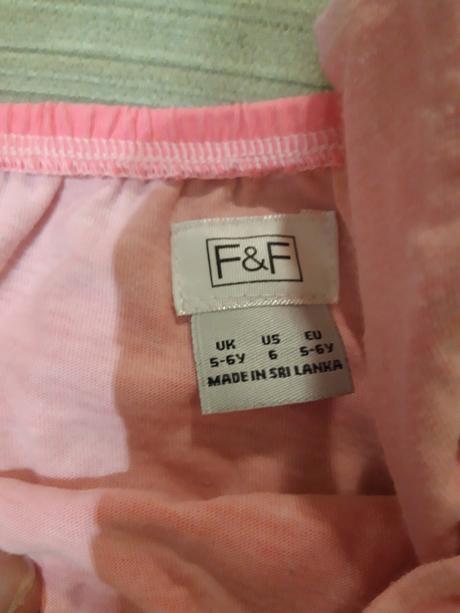 F&F
UK US EU
5-6Y 6 5-6Y
MADE IN SRI LANKA